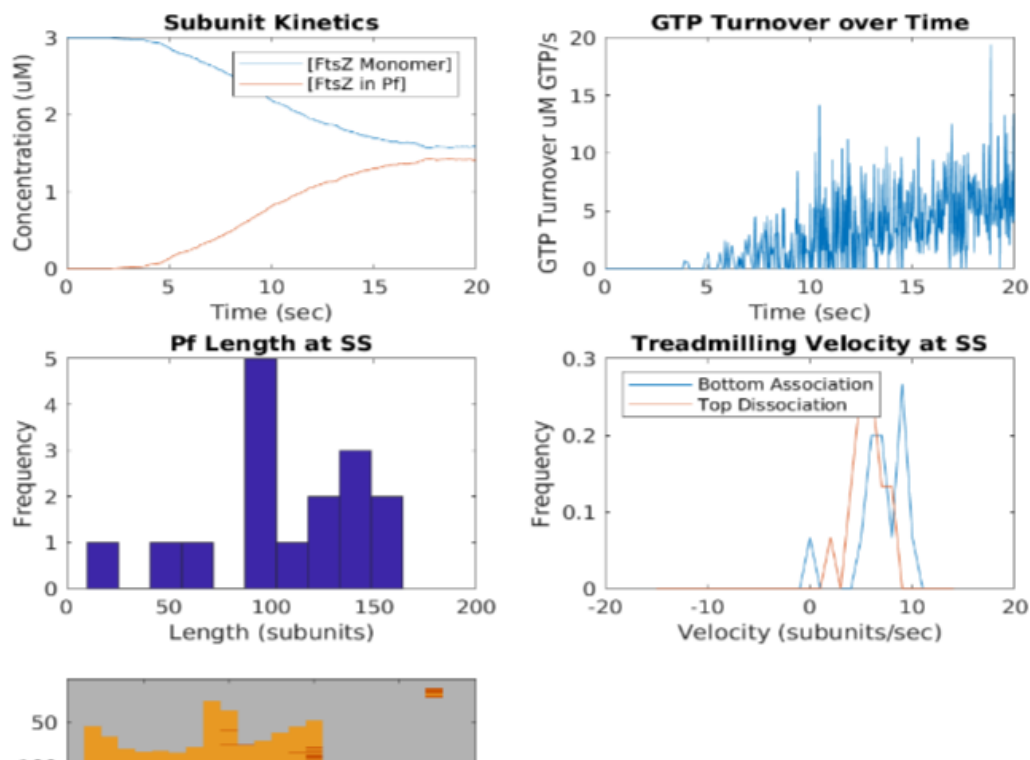 Subunit Kinetics
3
2
1
0
Concentration (uM)
[FtsZ Monomer]
[FtsZ in Pf]
0 5 10 15 20
Time (sec)
GTP Turnover over Time
20
15
10
5
0
GTP Turnover uM GTP/s
0 5 10 15 20
Time (sec)
Pf Length at SS
5
4
3
2
1
0
Frequency
0 50 100 150 200
Length (subunits)
Treadmilling Velocity at SS
0.3
0.2
0.1
0
Frequency
Bottom Association
Top Dissociation
-20 -10 0 10 20
Velocity (subunits/sec)
50